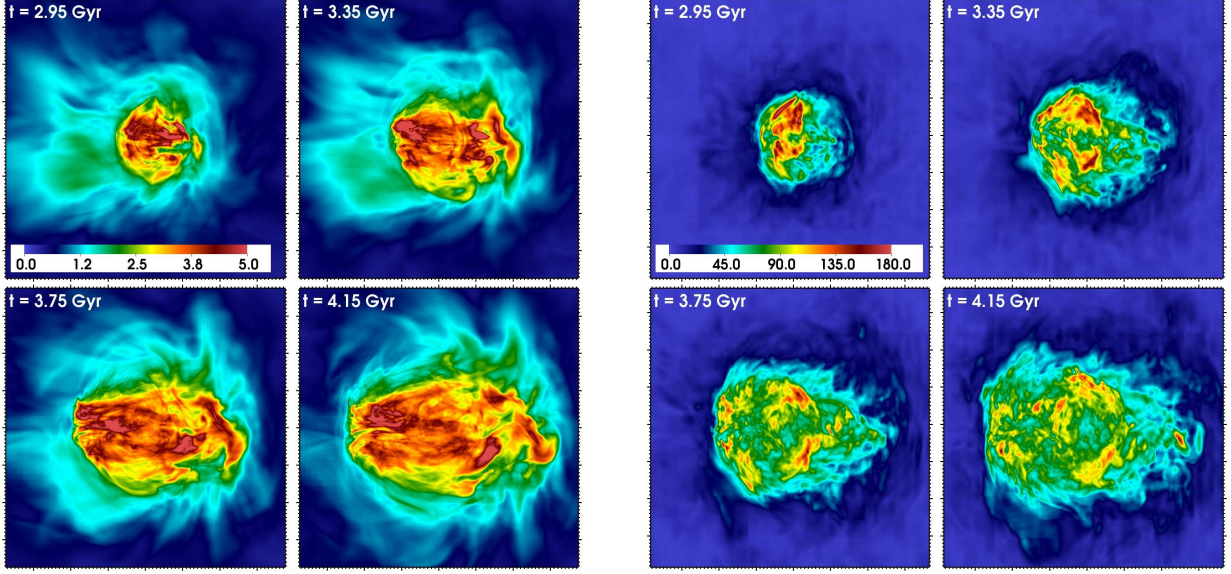 t = 2.95 Gyr
t = 3.35 Gyr
0.0 1.2 2.5 3.8 5.0
t = 3.75 Gyr
t = 4.15 Gyr
t = 2.95 Gyr
t = 3.35 Gyr
0.0 45.0 90.0 135.0 180.0
t = 3.75 Gyr
t = 4.15 Gyr